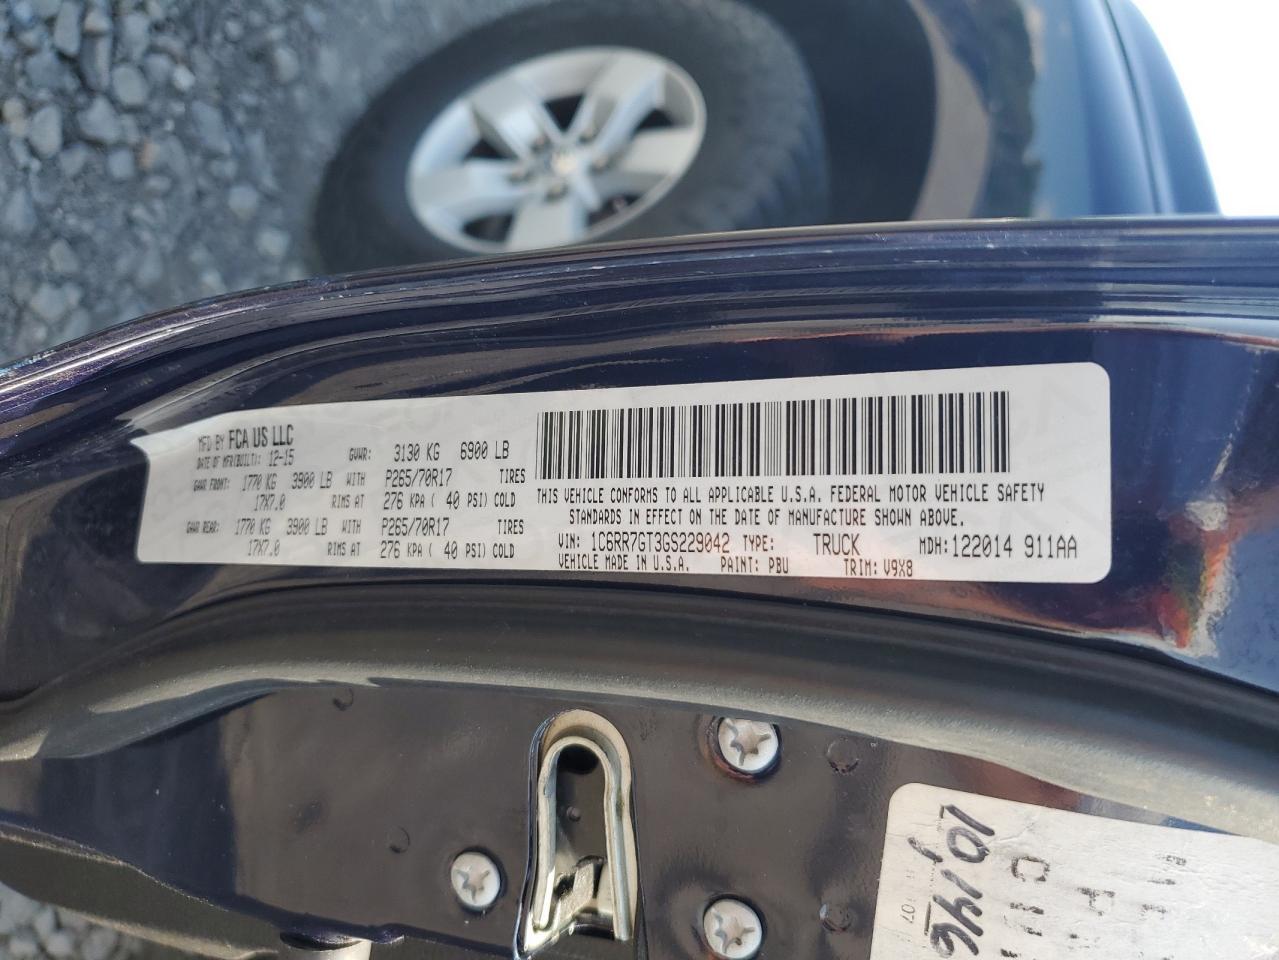 MFD BY FCA US LLC
DATE OF MFR(BUILT): 12-15 GVWR: 3130 KG 6900 LB
GAWR FRONT: 1770 KG 3900 LB WITH P265/70R17 TIRES
17X7.0 RIMS AT 276 KPA ( 40 PSI) COLD
GAWR REAR: 1770 KG 3900 LB WITH P265/70R17 TIRES
17X7.0 RIMS AT 276 KPA ( 40 PSI) COLD
THIS VEHICLE CONFORMS TO ALL APPLICABLE U.S.A. FEDERAL MOTOR VEHICLE SAFETY
STANDARDS IN EFFECT ON THE DATE OF MANUFACTURE SHOWN ABOVE.
VIN: 1C6RR7GT3GS229042 TYPE: TRUCK MDH: 122014 911AA
VEHICLE MADE IN U.S.A. PAINT: PBU TRIM: V9X8